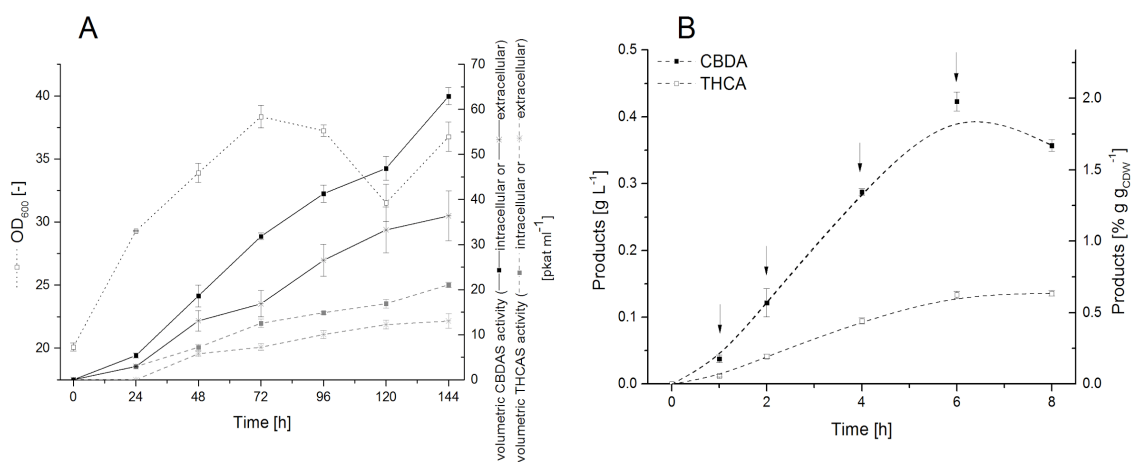 A
OD600 [-]
40
35
30
25
20
0 24 48 72 96 120 144
Time [h]
70
60
50
40
30
20
10
0
volumetric CBDAS activity ( intracellular or extracellular)
volumetric THCAS activity ( intracellular or extracellular)
[pkat ml-1]
B
CBDA
THCA
Products [g L-1]
0.5
0.4
0.3
0.2
0.1
0.0
0 2 4 6 8
Time [h]
2.0
1.5
1.0
0.5
0.0
Products [% g gCDW-1]